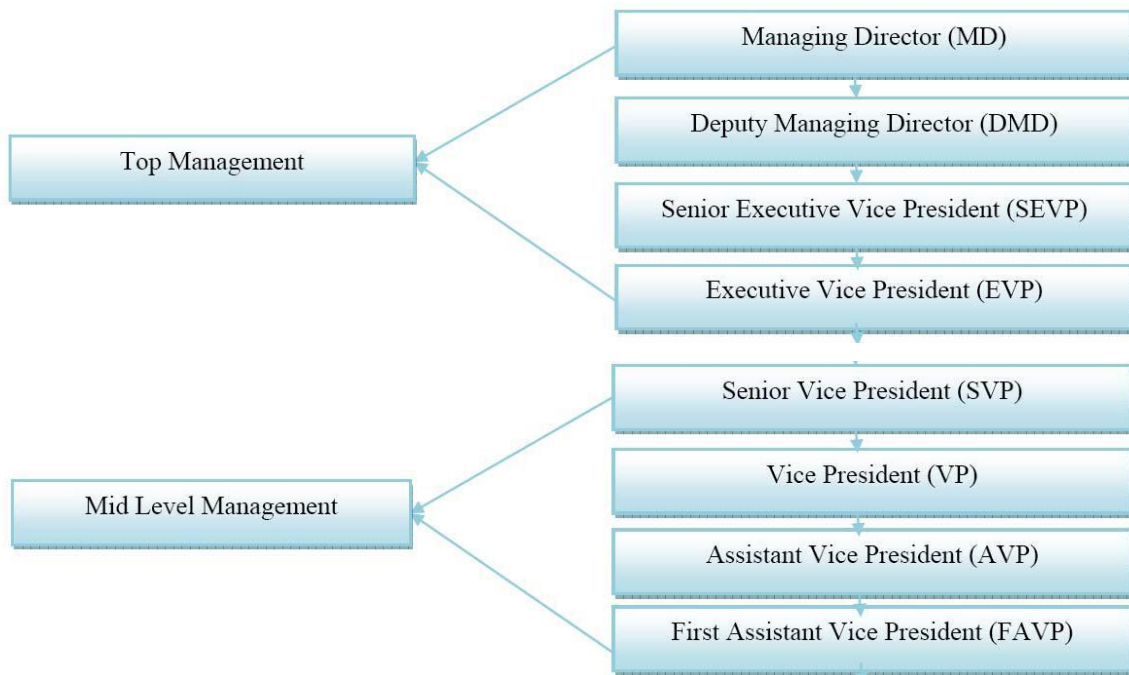 Managing Director (MD)
Deputy Managing Director (DMD)
Top Management
Senior Executive Vice President (SEVP)
Executive Vice President (EVP)
Senior Vice President (SVP)
Vice President (VP)
Mid Level Management
Assistant Vice President (AVP)
First Assistant Vice President (FAVP)